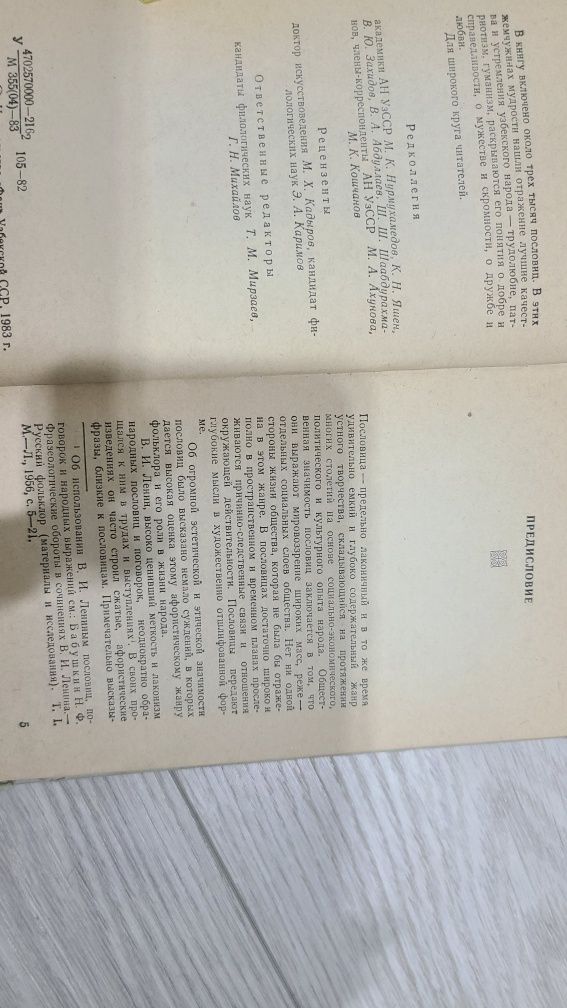 В книгу включено около трех тысяч пословиц. В этих
жемчужинах мудрости нашли отражение лучшие качест-
ва и устремления узбекского народа — трудолюбие, пат-
риотизм, гуманизм, раскрываются его понятия о добре и
справедливости, о мужестве и скромности, о дружбе и
любви.
Для широкого круга читателей.
Редколлегия
академики АН УзССР М. К. Нурмухамедов, К. Н. Яшен,
В. Ю. Захидов, В. А. Абдуллаев, Ш. Ш. Шаабдурахма-
нов, члены-корреспонденты АН УзССР М. А. Ахунова,
М. К. Кошчанов
Рецензенты
доктор искусствоведения М. Х. Кадыров, кандидат фи-
лологических наук Э. А. Каримов
Ответственные редакторы
кандидаты филологических наук Т. М. Мирзаев,
Г. Н. Михайлов
У 4702570000—216
М 355(04)—83 105—82
Узбекской ССР, 1983 г.
ПРЕДИСЛОВИЕ
Пословица — предельно лаконичный и в то же время
удивительно емкий и глубоко содержательный жанр
устного творчества, складывающийся на протяжении
многих столетий на основе социально-экономического,
политического и культурного опыта народа. Общест-
венная значимость пословиц заключается в том, что
они выражают мировоззрение широких масс, реже —
отдельных социальных слоев общества. Нет ни одной
стороны жизни общества, которая не была бы отраже-
на в этом жанре. В пословицах достаточно широко и
полно в пространственном и временном планах просле-
живаются причинно-следственные связи и отношения
окружающей действительности. Пословицы передают
глубокие мысли в художественно отшлифованной фор-
ме.
Об огромной эстетической и этической значимости
пословиц было высказано немало суждений, в которых
дается высокая оценка этому афористическому жанру
фольклора и его роли в жизни народа.
В. И. Ленин, высоко ценивший меткость и лаконизм
народных пословиц и поговорок, неоднократно обра-
щался к ним в трудах и выступлениях¹. В своих про-
изведениях он часто строил сжатые, афористические
фразы, близкие к пословицам. Примечательно высказы-
¹ Об использовании В. И. Лениным пословиц, по-
говорок и народных выражений см.: Бабушкин Н. Ф.
Фразеологические обороты в сочинениях В. И. Ленина.—
Русский фольклор (материалы и исследования). Т. I,
М.—Л., 1956, с. 5—21.
5